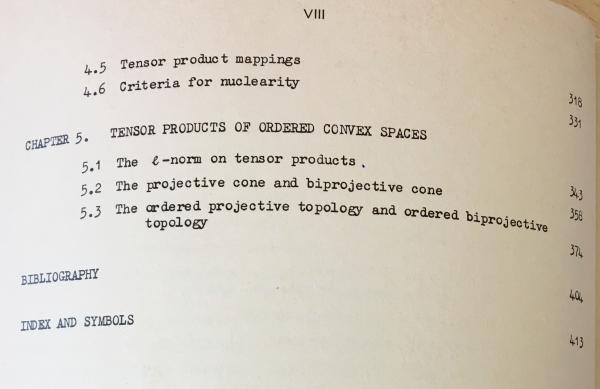 VIII
4.5 Tensor product mappings 318
4.6 Criteria for nuclearity 331
CHAPTER 5. TENSOR PRODUCTS OF ORDERED CONVEX SPACES
5.1 The ℓ-norm on tensor products. 343
5.2 The projective cone and biprojective cone 358
5.3 The ordered projective topology and ordered biprojective
topology 374
BIBLIOGRAPHY 404
INDEX AND SYMBOLS 413